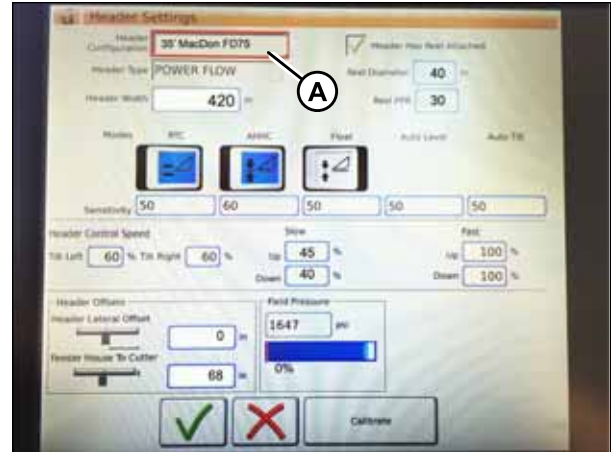 Header Settings
Header Configuration 35' MacDon FD75
Header Has Reel Attached
Header Type POWER FLOW
Reel Diameter 40 in
Header Width 420 in
Reel PPR 30
A
Modes RTC AHHC Float Auto Level Auto Tilt
Sensitivity 50 60 50 50 50
Header Control Speed
Slow Fast
Tilt Left 60 % Tilt Right 60 % Up 45 % Up 100 %
Down 40 % Down 100 %
Header Offsets
Header Lateral Offset
0 in
Feeder House To Cutter
68 in
Field Pressure
1647 psi
0%
Calibrate